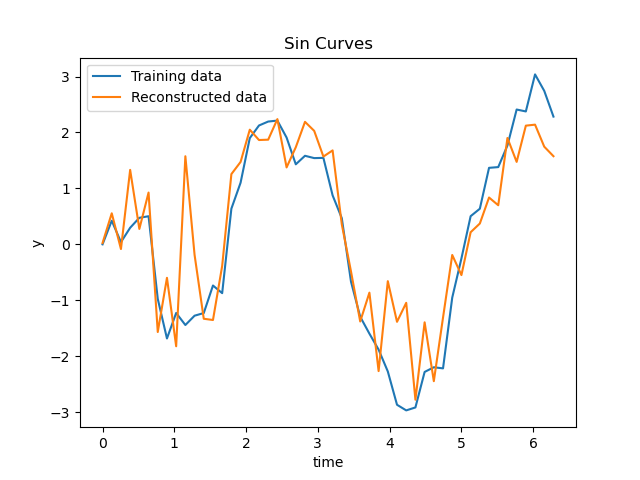 Sin Curves
Training data
Reconstructed data
y
3
2
1
0
−1
−2
−3
0 1 2 3 4 5 6
time